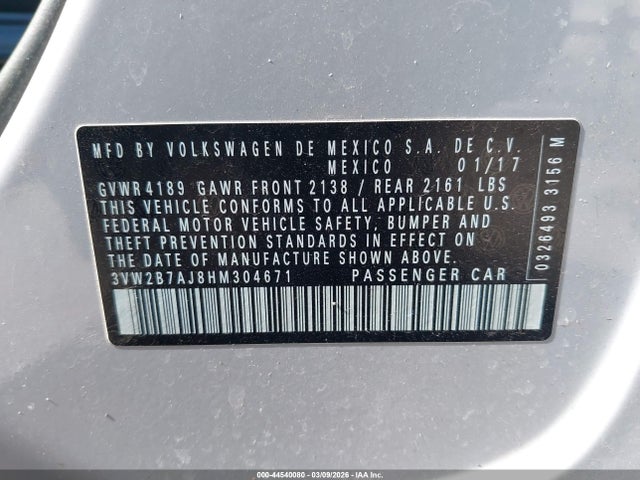 MFD BY VOLKSWAGEN DE MEXICO S.A. DE C.V.
MEXICO 01/17
GVWR 4189 GAWR FRONT 2138 / REAR 2161 LBS
THIS VEHICLE CONFORMS TO ALL APPLICABLE U.S.
FEDERAL MOTOR VEHICLE SAFETY, BUMPER AND
THEFT PREVENTION STANDARDS IN EFFECT ON
THE DATE OF MANUFACTURE SHOWN ABOVE.
3VW2B7AJ8HM304671 PASSENGER CAR
0326493 3156 M
000-44540080 - 03/09/2026 - IAA Inc.